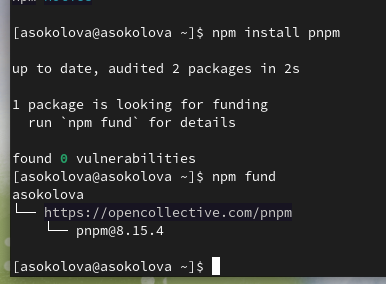 [asokolova@asokolova ~]$ npm install pnpm
up to date, audited 2 packages in 2s
1 package is looking for funding
  run `npm fund` for details
found 0 vulnerabilities
[asokolova@asokolova ~]$ npm fund
asokolova
└── https://opencollective.com/pnpm
    └── pnpm@8.15.4
[asokolova@asokolova ~]$